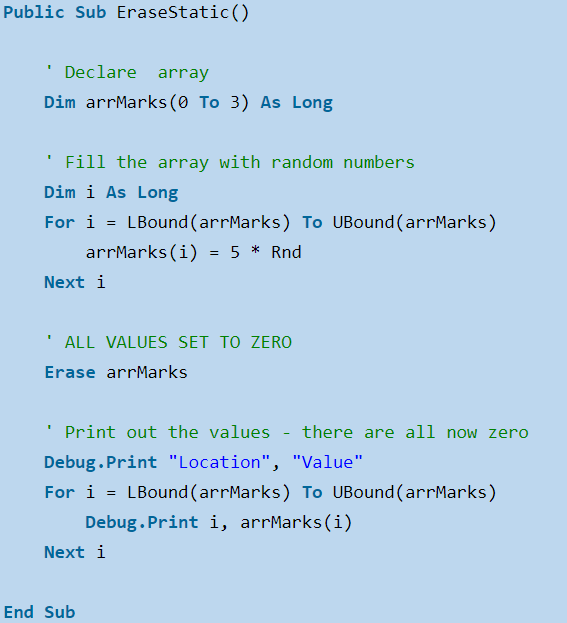 Public Sub EraseStatic()
' Declare  array
Dim arrMarks(0 To 3) As Long
' Fill the array with random numbers
Dim i As Long
For i = LBound(arrMarks) To UBound(arrMarks)
arrMarks(i) = 5 * Rnd
Next i
' ALL VALUES SET TO ZERO
Erase arrMarks
' Print out the values - there are all now zero
Debug.Print "Location", "Value"
For i = LBound(arrMarks) To UBound(arrMarks)
Debug.Print i, arrMarks(i)
Next i
End Sub